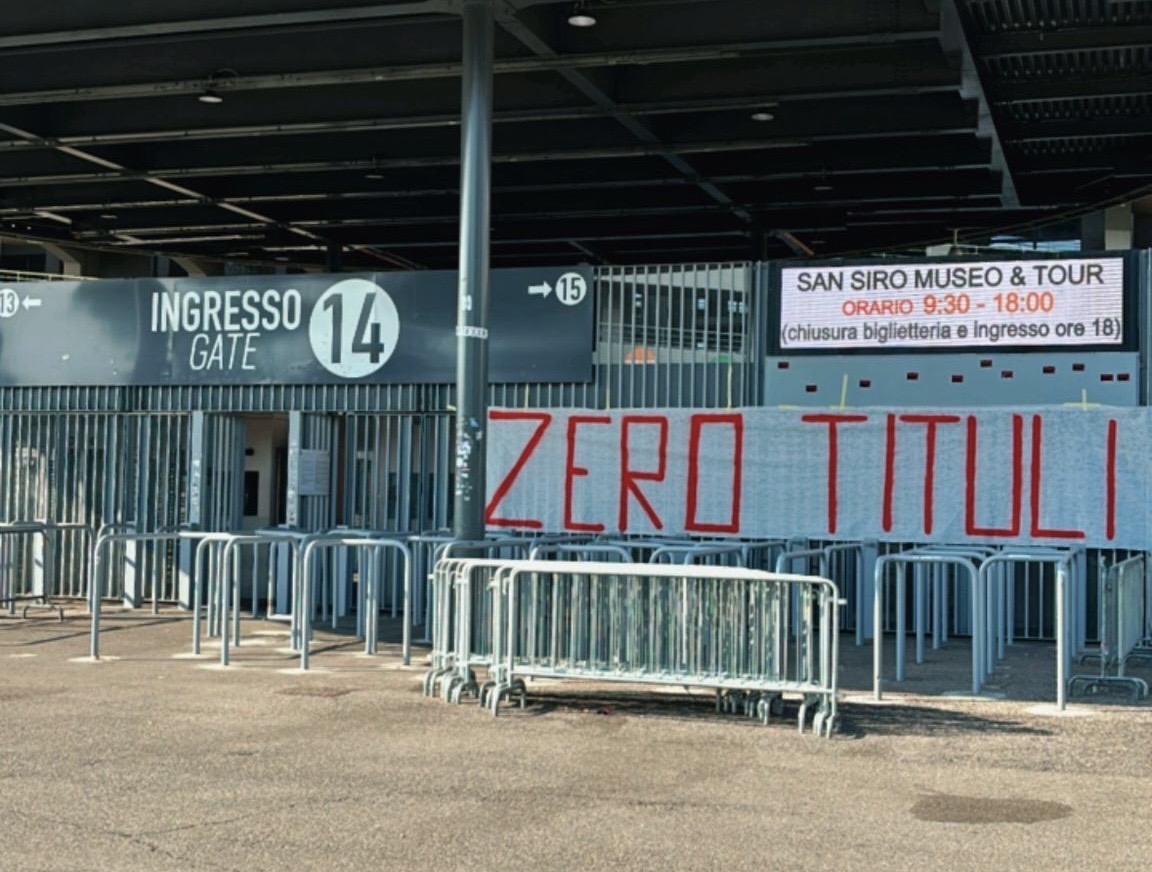 13 ←
INGRESSO 14
GATE
→ 15
SAN SIRO MUSEO & TOUR
ORARIO 9:30 - 18:00
(chiusura biglietteria e ingresso ore 18)
ZERO TITULI